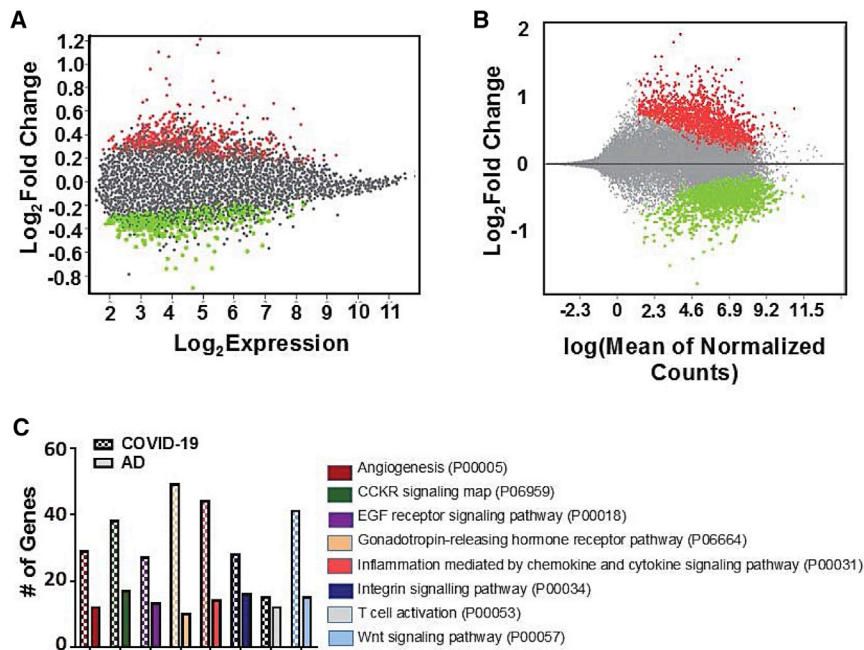 A
Log2Fold Change
1.2
1.0
0.8
0.6
0.4
0.2
0.0
-0.2
-0.4
-0.6
-0.8
2 3 4 5 6 7 8 9 10 11
Log2Expression
B
Log2Fold Change
2
1
0
-1
-2.3 0 2.3 4.6 6.9 9.2 11.5
log(Mean of Normalized
Counts)
C
# of Genes
60
40
20
0
COVID-19
AD
Angiogenesis (P00005)
CCKR signaling map (P06959)
EGF receptor signaling pathway (P00018)
Gonadotropin-releasing hormone receptor pathway (P06664)
Inflammation mediated by chemokine and cytokine signaling pathway (P00031)
Integrin signalling pathway (P00034)
T cell activation (P00053)
Wnt signaling pathway (P00057)